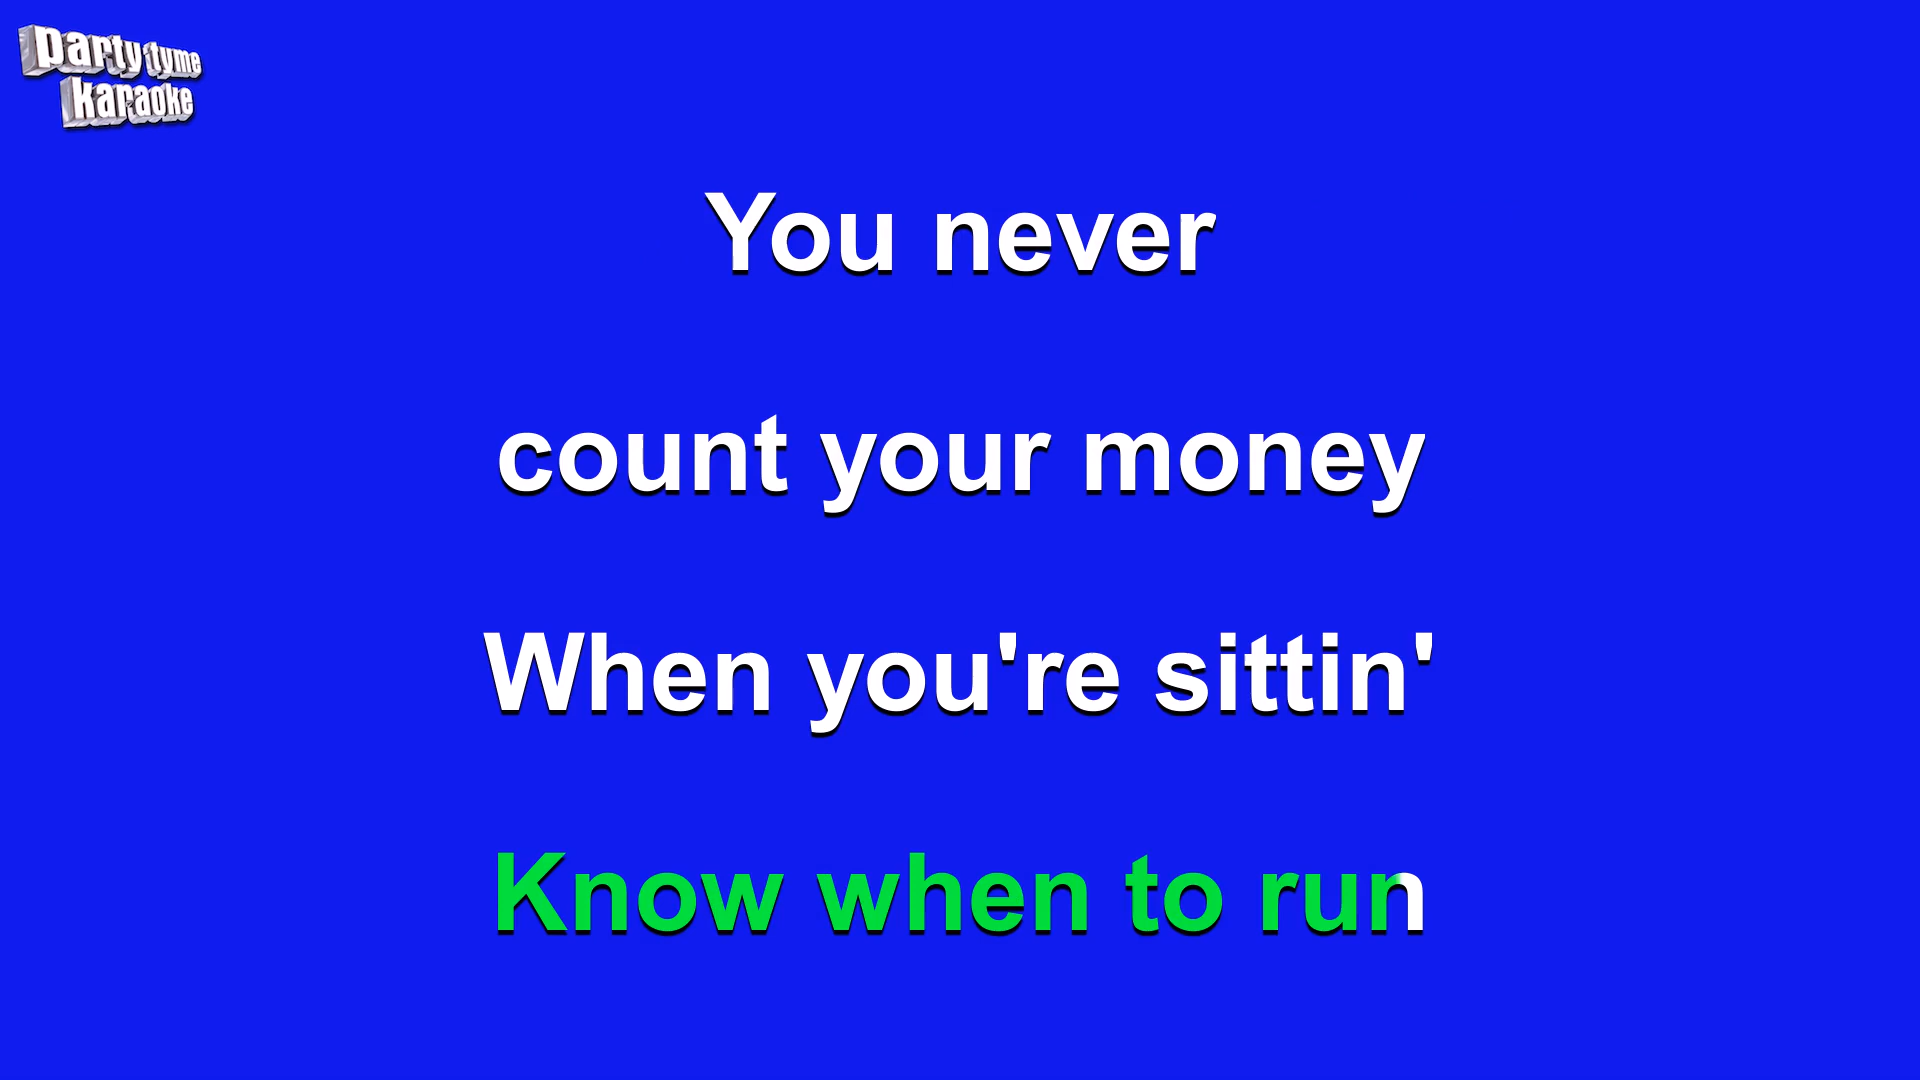 party tyme
karaoke
You never
count your money
When you're sittin'
Know when to run